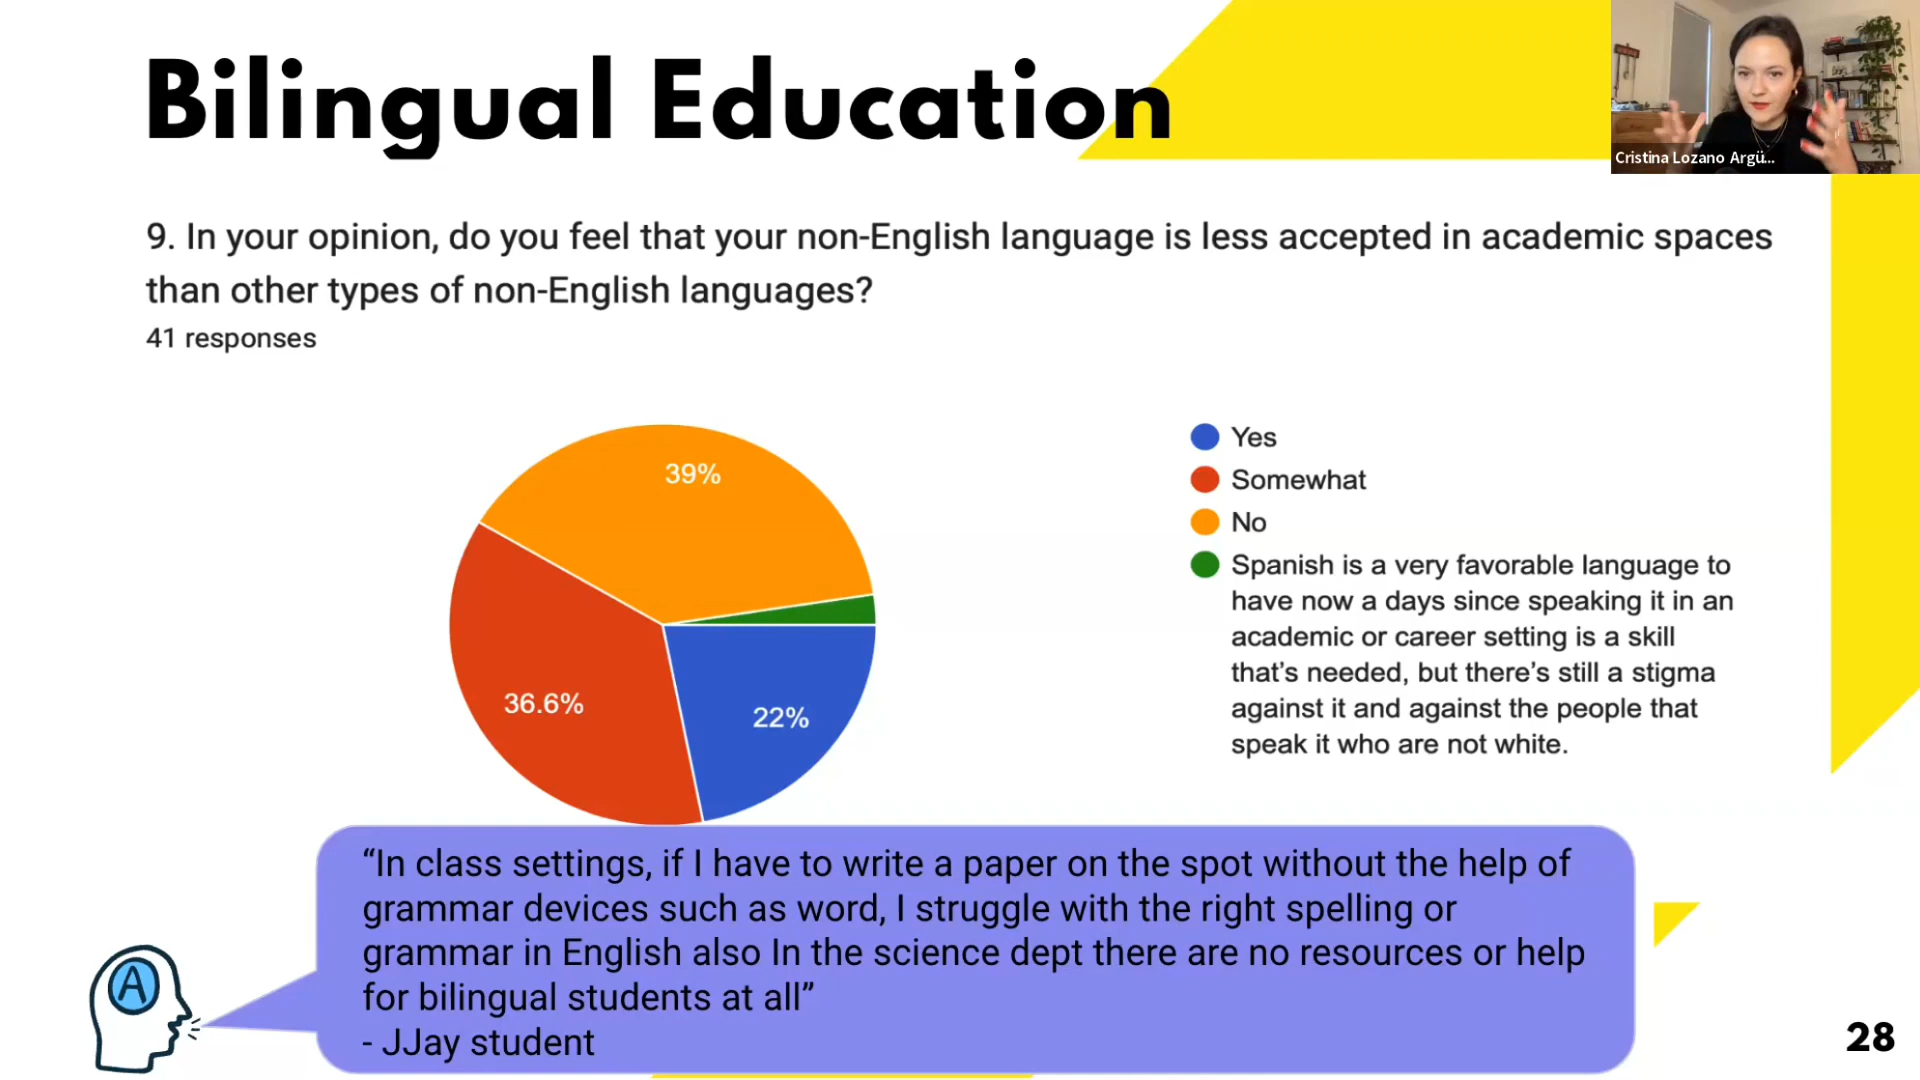 Bilingual Education
Cristina Lozano Argü...
9. In your opinion, do you feel that your non-English language is less accepted in academic spaces
than other types of non-English languages?
41 responses
39%
36.6%
22%
Yes
Somewhat
No
Spanish is a very favorable language to
have now a days since speaking it in an
academic or career setting is a skill
that's needed, but there's still a stigma
against it and against the people that
speak it who are not white.
“In class settings, if I have to write a paper on the spot without the help of
grammar devices such as word, I struggle with the right spelling or
grammar in English also In the science dept there are no resources or help
for bilingual students at all”
- JJay student
A
28